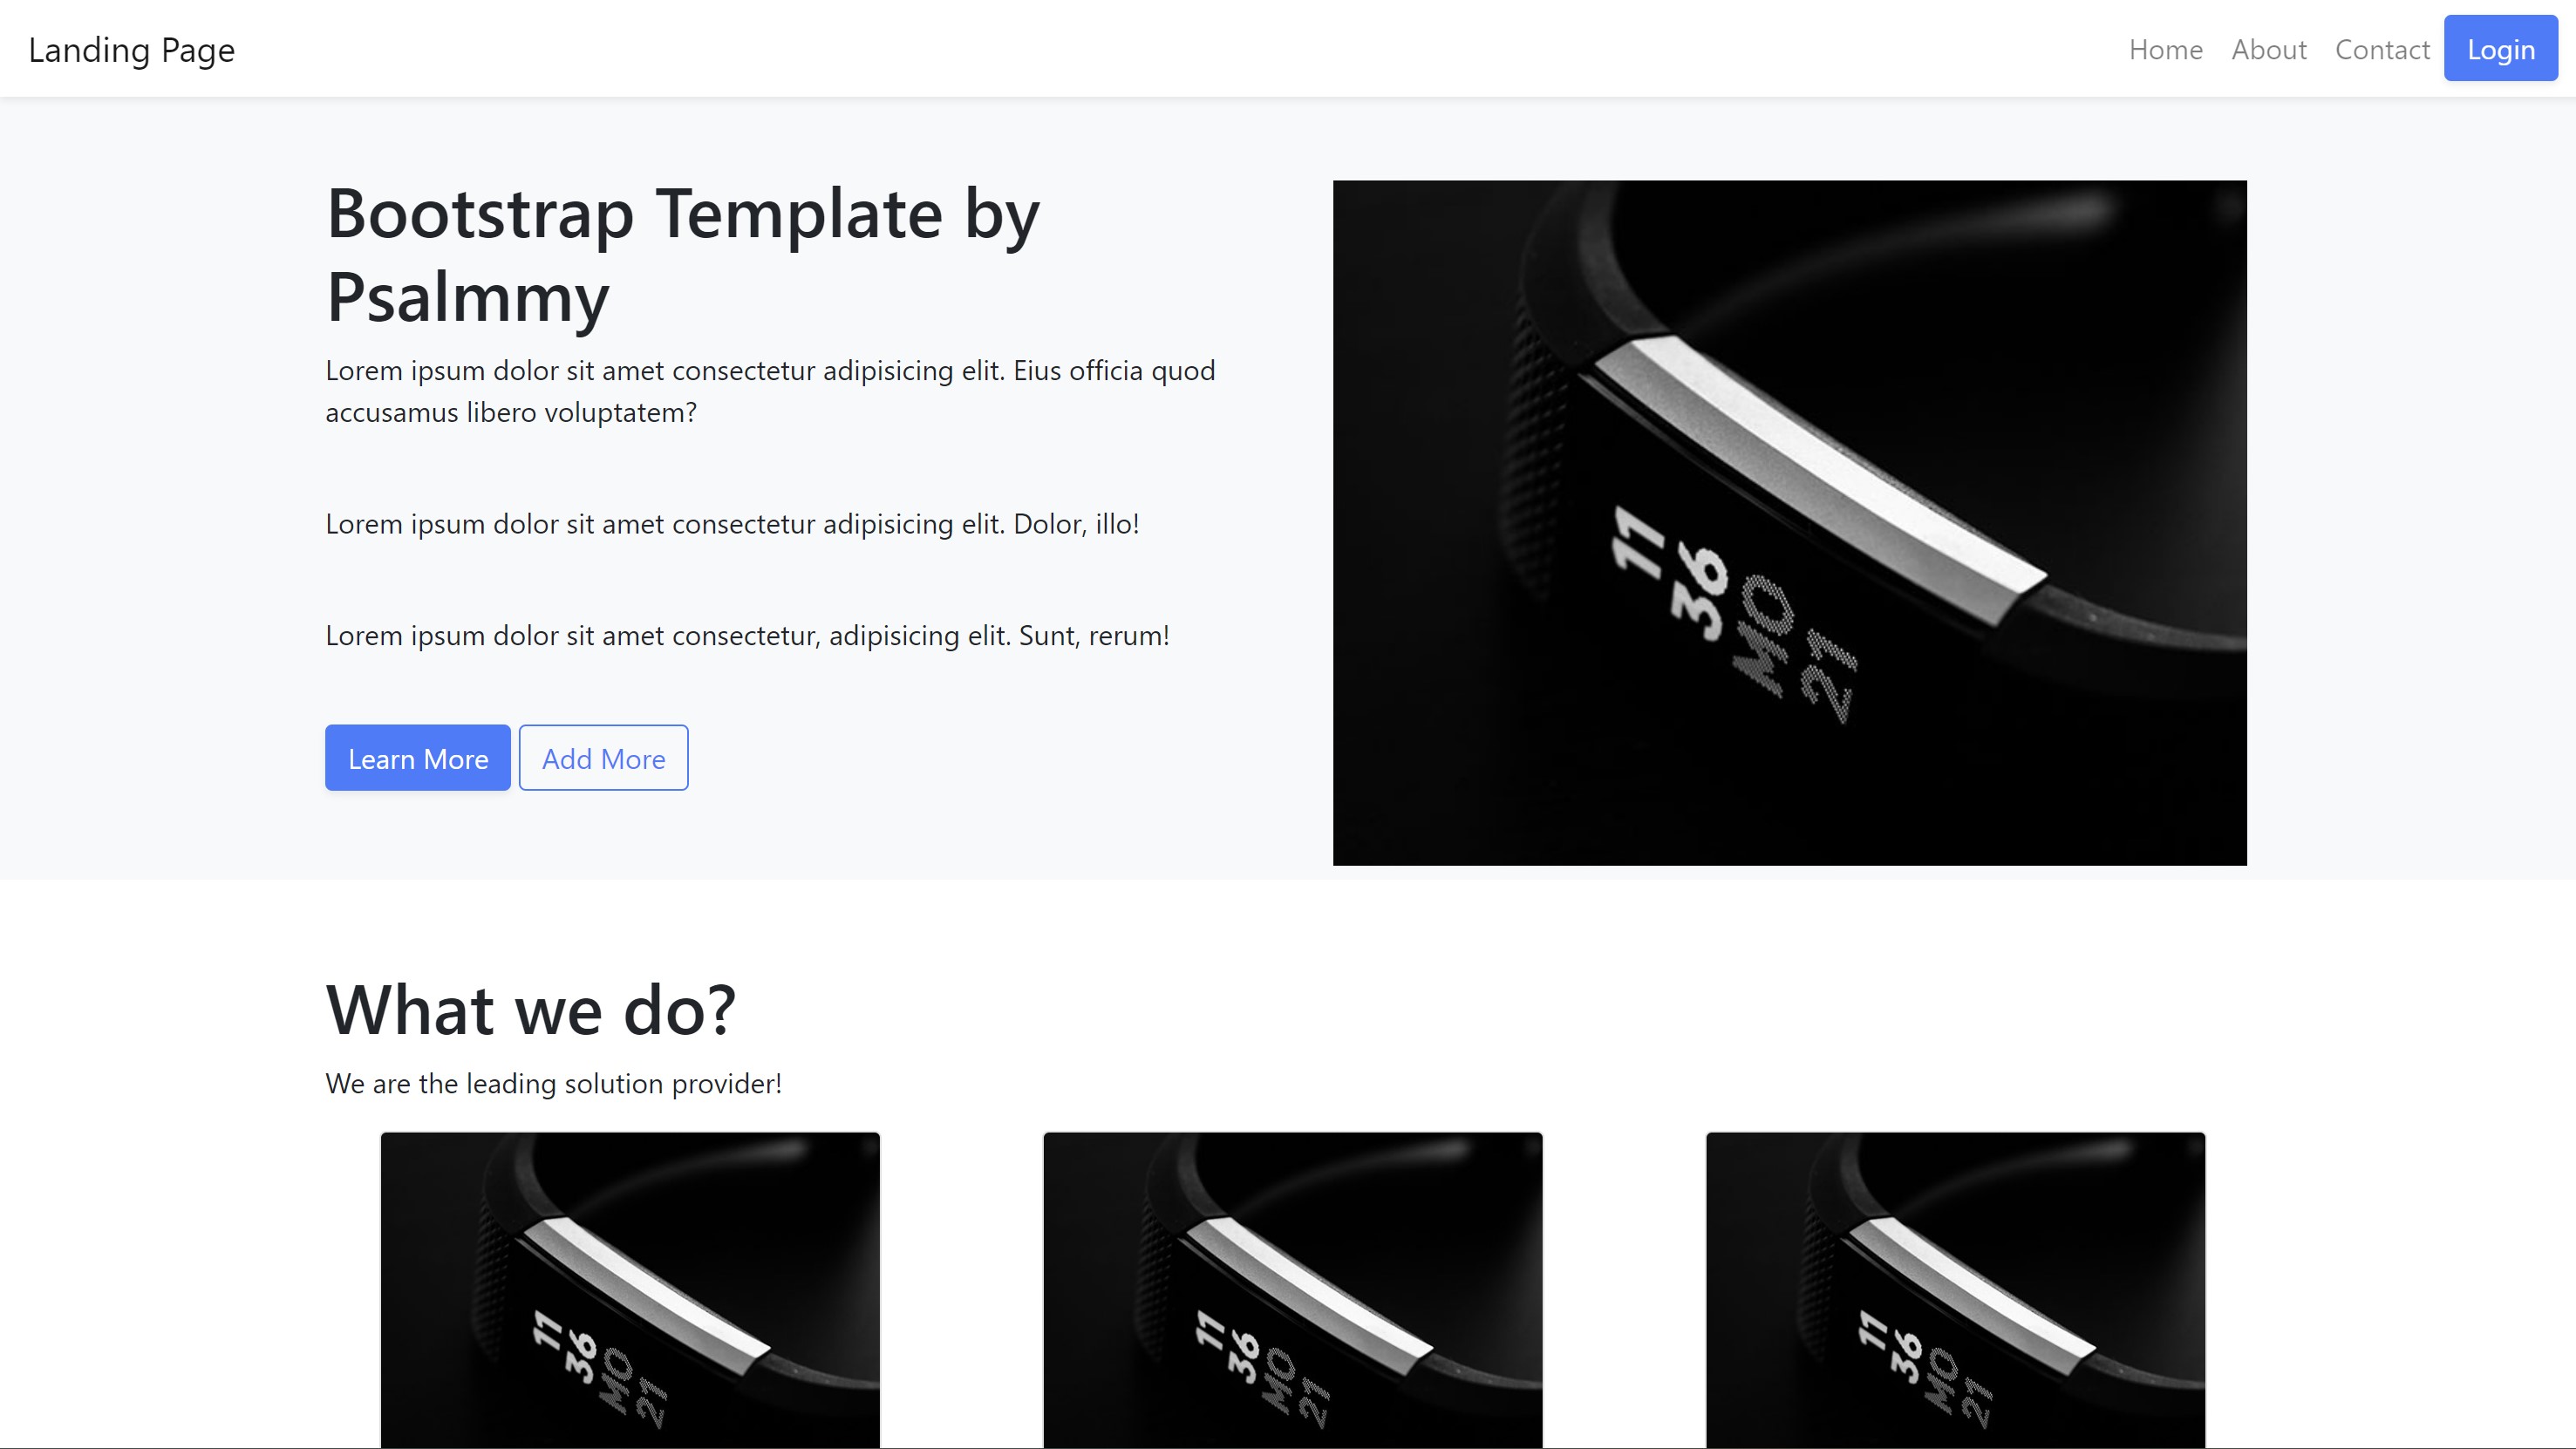 Landing Page
Home About Contact Login
Bootstrap Template by
Psalmmy
Lorem ipsum dolor sit amet consectetur adipisicing elit. Eius officia quod
accusamus libero voluptatem?
Lorem ipsum dolor sit amet consectetur adipisicing elit. Dolor, illo!
Lorem ipsum dolor sit amet consectetur, adipisicing elit. Sunt, rerum!
Learn More Add More
11
36
MO
21
What we do?
We are the leading solution provider!
11
36
MO
21
11
36
MO
21
11
36
MO
21